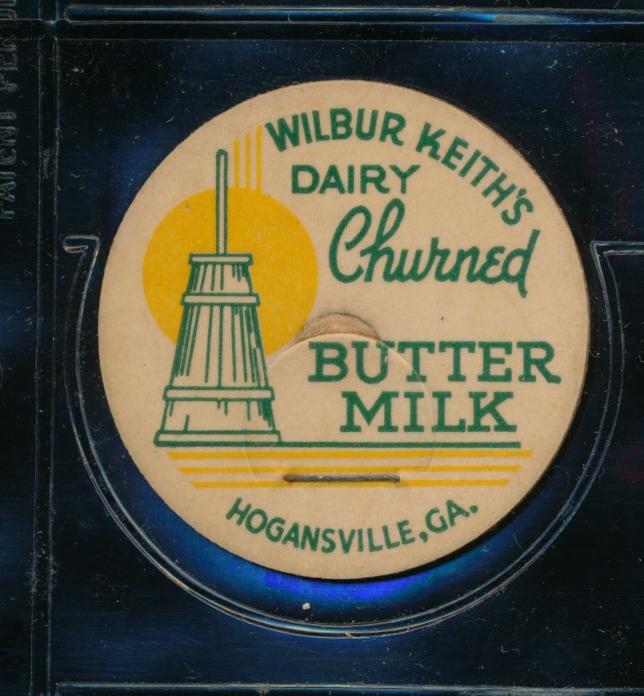 WILBUR KEITH'S
DAIRY
Churned
BUTTER
MILK
HOGANSVILLE, GA.